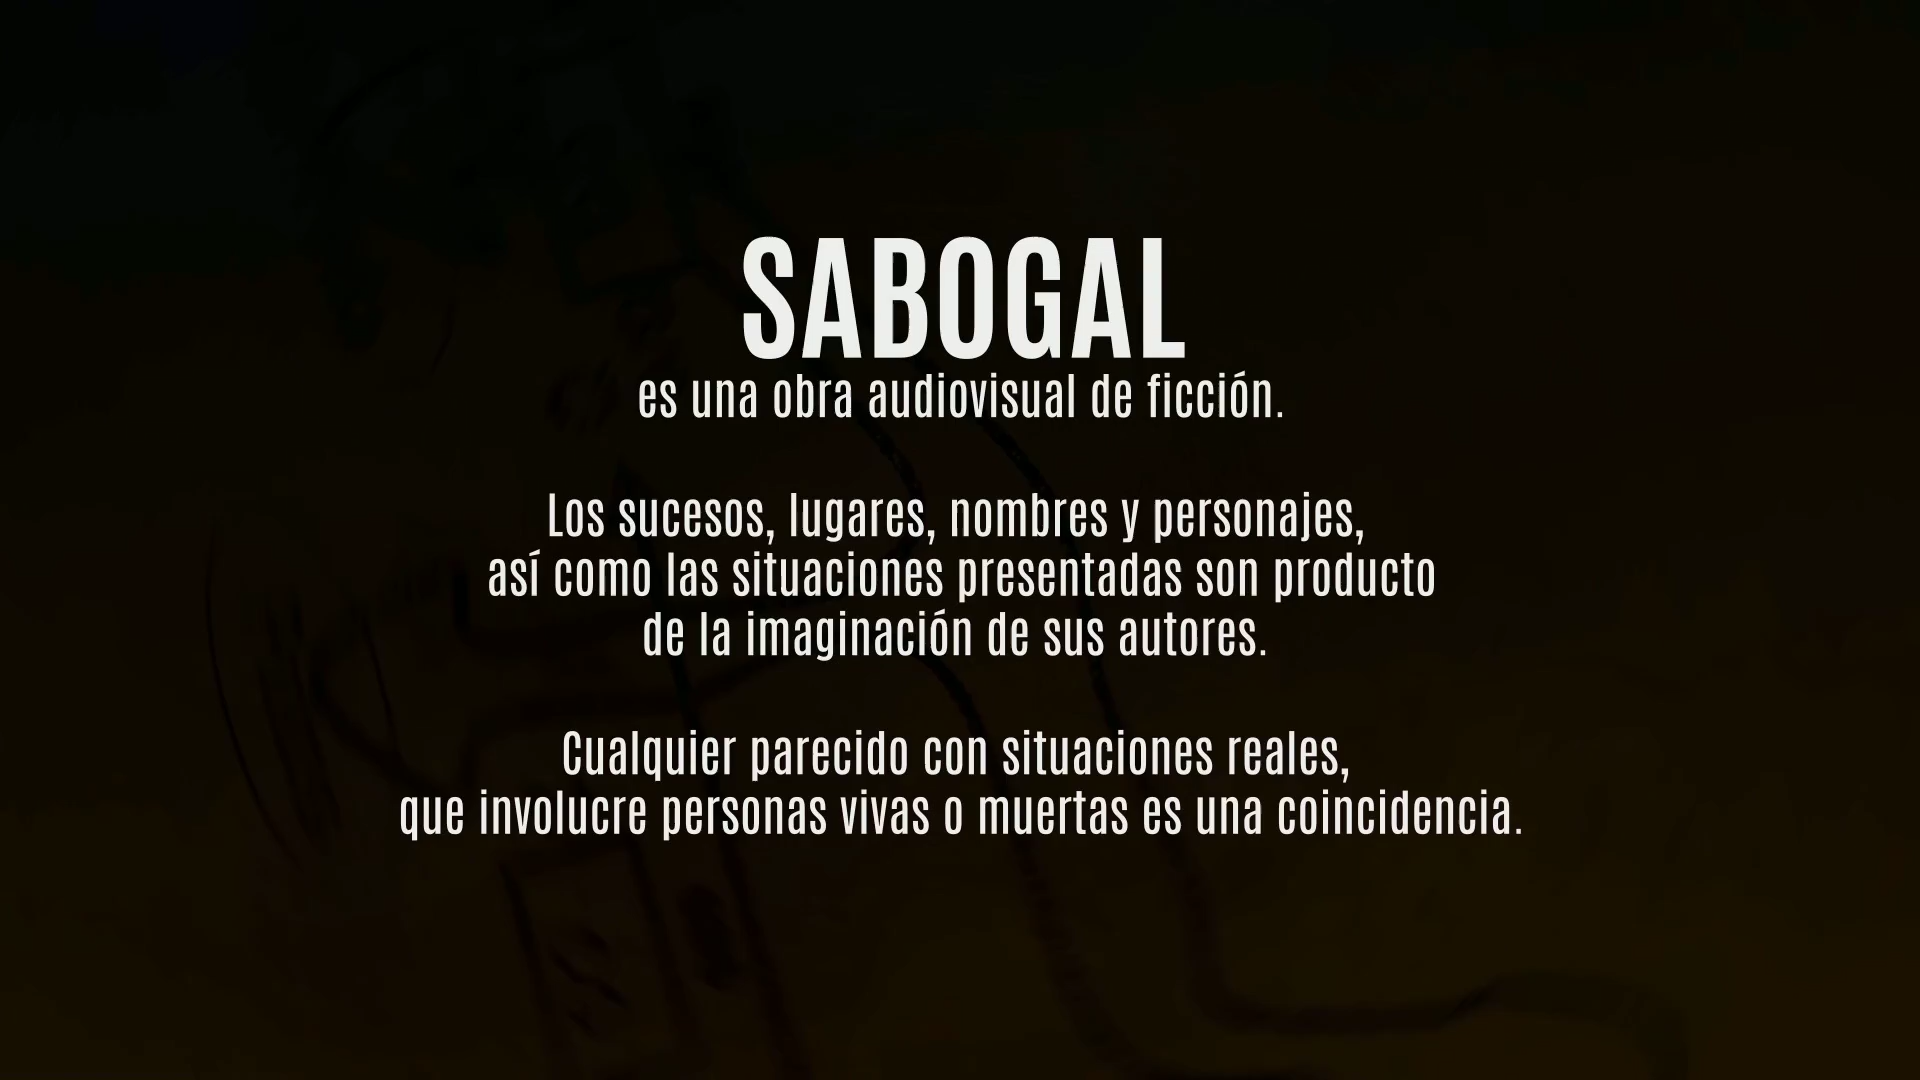 SABOGAL
es una obra audiovisual de ficción.
Los sucesos, lugares, nombres y personajes,
así como las situaciones presentadas son producto
de la imaginación de sus autores.
Cualquier parecido con situaciones reales,
que involucre personas vivas o muertas es una coincidencia.